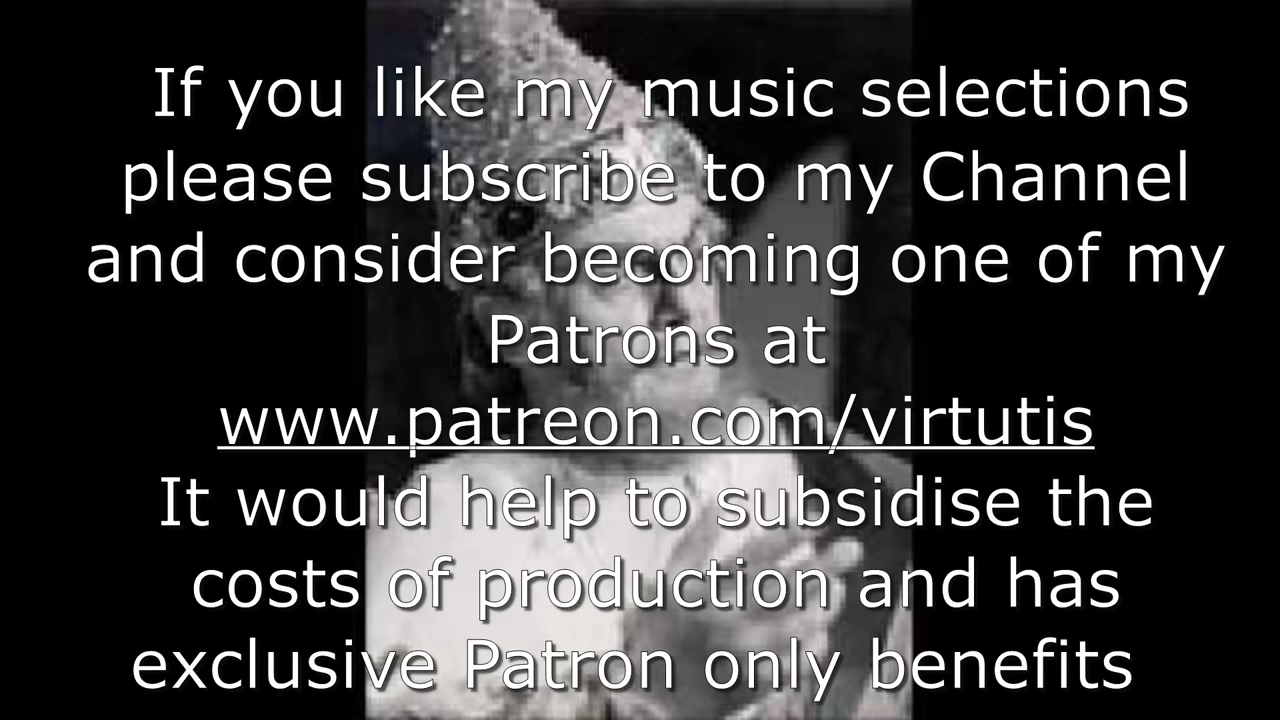 If you like my music selections
please subscribe to my Channel
and consider becoming one of my
Patrons at
www.patreon.com/virtutis
It would help to subsidise the
costs of production and has
exclusive Patron only benefits